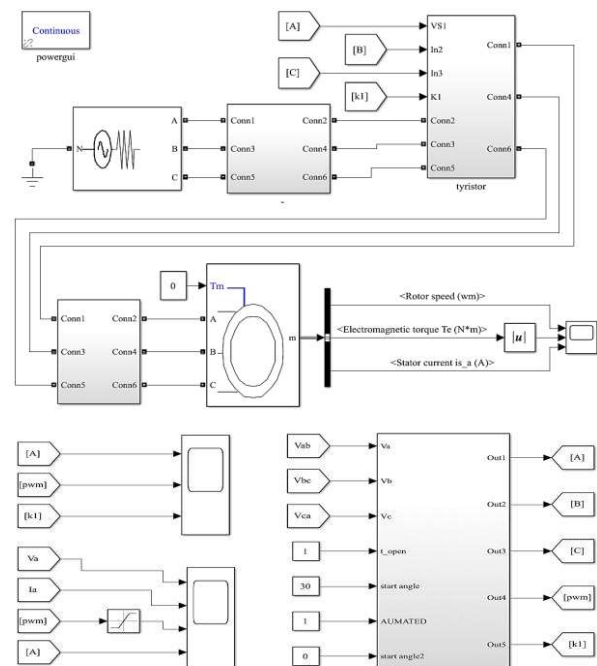 Continuous
powergui
[A]
[B]
[C]
[k1]
VS1
In2
In3
K1
Conn2
Conn3
Conn5
Conn1
Conn4
Conn6
tyristor
N
A
B
C
Conn1
Conn3
Conn5
Conn2
Conn4
Conn6
-
0
Tm
A
B
C
m
Conn1
Conn3
Conn5
Conn2
Conn4
Conn6
<Rotor speed (wm)>
<Electromagnetic torque Te (N*m)>
<Stator current is_a (A)>
|u|
[A]
[pwm]
[k1]
Va
Ia
[pwm]
[A]
Vab
Vbc
Vca
1
30
1
0
Va
Vb
Vc
t_open
start angle
AUMATED
start angle2
Out1
Out2
Out3
Out4
Out5
[A]
[B]
[C]
[pwm]
[k1]